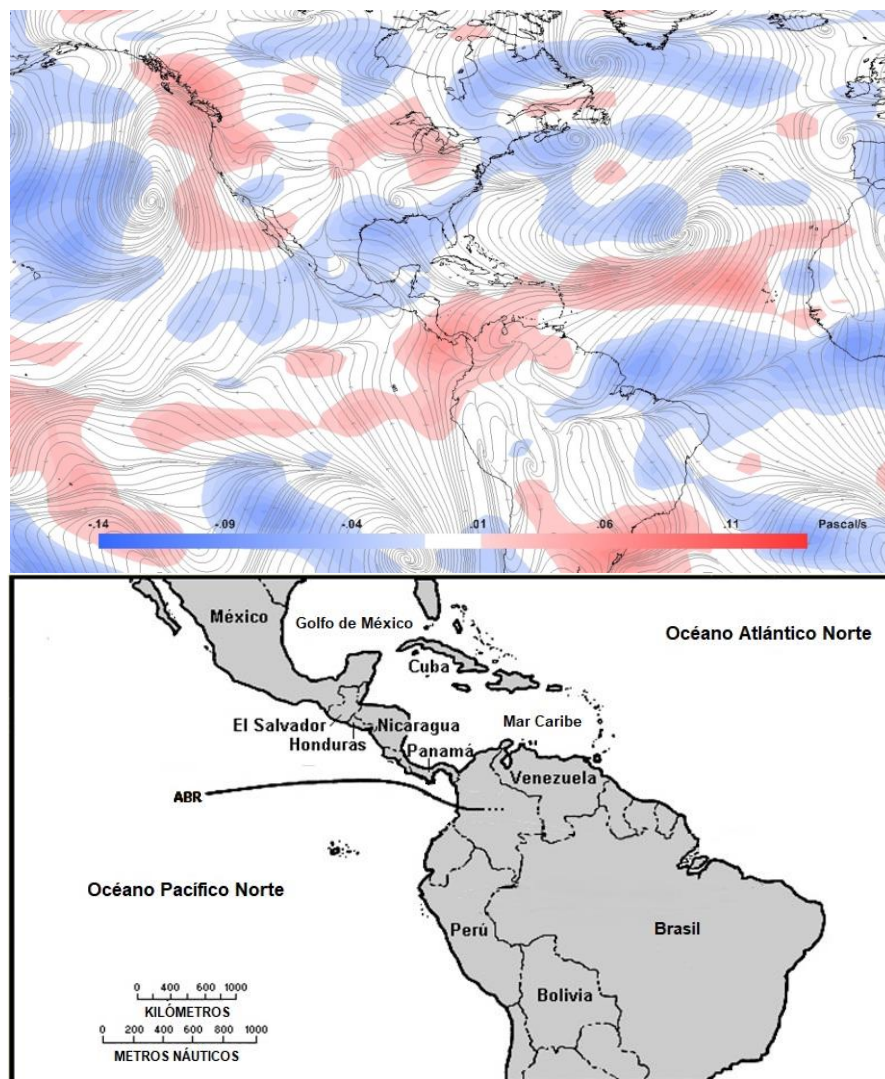 -.14 -.09 -.04 .01 .06 .11 Pascal/s
México
Golfo de México
Océano Atlántico Norte
Cuba
El Salvador
Nicaragua
Mar Caribe
Honduras
Panamá
Venezuela
ABR
Océano Pacífico Norte
Perú
Brasil
Bolivia
0 400 600 1000
KILÓMETROS
0 200 400 600 800 1000
METROS NÁUTICOS